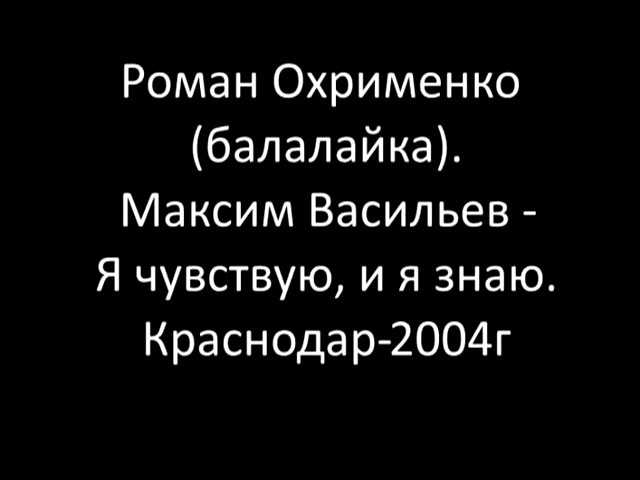 Роман Охрименко
(балалайка).
Максим Васильев -
Я чувствую, и я знаю.
Краснодар-2004г